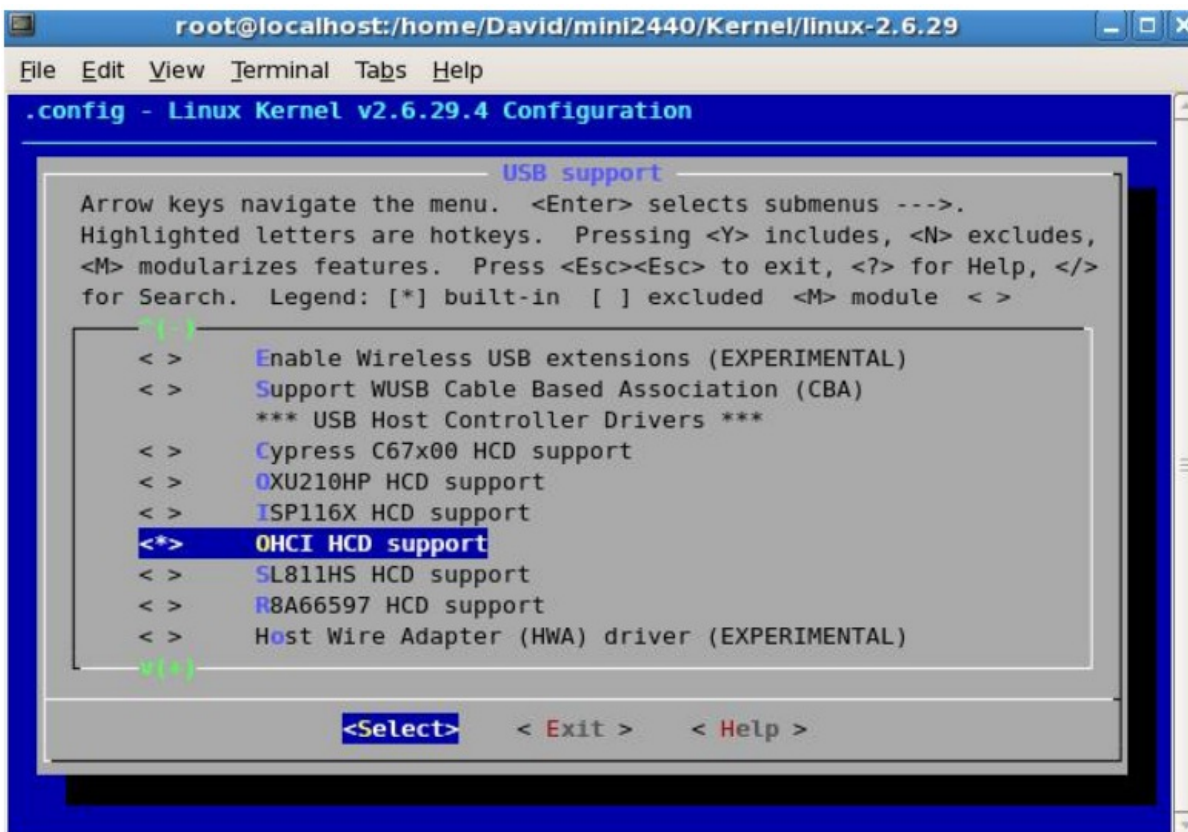 root@localhost:/home/David/mini2440/Kernel/linux-2.6.29
File Edit View Terminal Tabs Help
.config - Linux Kernel v2.6.29.4 Configuration
USB support
Arrow keys navigate the menu. <Enter> selects submenus --->.
Highlighted letters are hotkeys. Pressing <Y> includes, <N> excludes,
<M> modularizes features. Press <Esc><Esc> to exit, <?> for Help, </>
for Search. Legend: [*] built-in [ ] excluded <M> module < >
^(-)
< > Enable Wireless USB extensions (EXPERIMENTAL)
< > Support WUSB Cable Based Association (CBA)
*** USB Host Controller Drivers ***
< > Cypress C67x00 HCD support
< > OXU210HP HCD support
< > ISP116X HCD support
<*> OHCI HCD support
< > SL811HS HCD support
< > R8A66597 HCD support
< > Host Wire Adapter (HWA) driver (EXPERIMENTAL)
v(+)
<Select> < Exit > < Help >